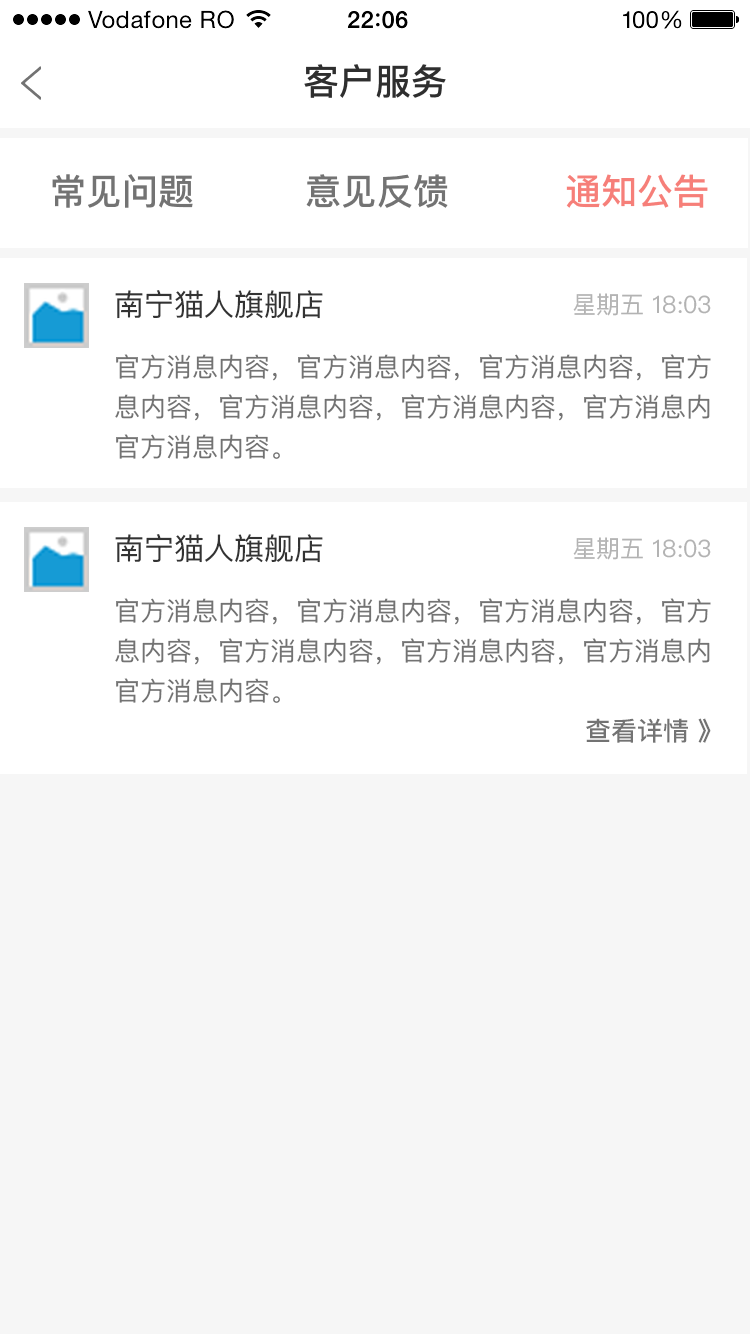 Vodafone RO 22:06 100%
客户服务
常见问题 意见反馈 通知公告
南宁猫人旗舰店 星期五 18:03
官方消息内容，官方消息内容，官方消息内容，官方
息内容，官方消息内容，官方消息内容，官方消息内
官方消息内容。
南宁猫人旗舰店 星期五 18:03
官方消息内容，官方消息内容，官方消息内容，官方
息内容，官方消息内容，官方消息内容，官方消息内
官方消息内容。
查看详情 》